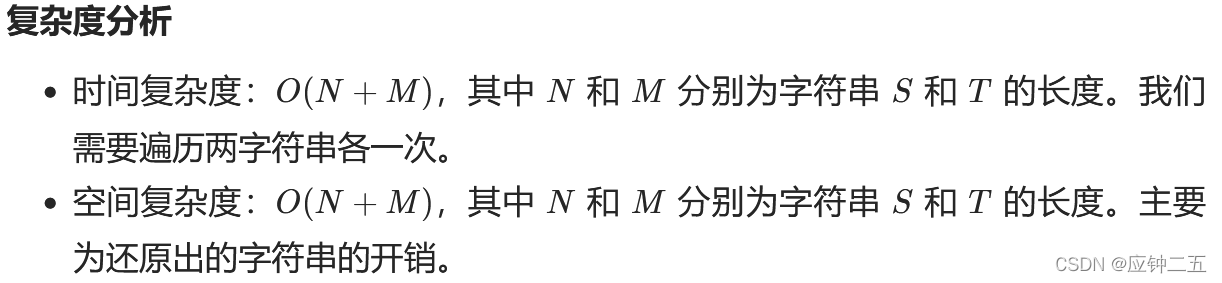 复杂度分析
• 时间复杂度：O(N + M)，其中 N 和 M 分别为字符串 S 和 T 的长度。我们
需要遍历两字符串各一次。
• 空间复杂度：O(N + M)，其中 N 和 M 分别为字符串 S 和 T 的长度。主要
为还原出的字符串的开销。
CSDN @应钟二五